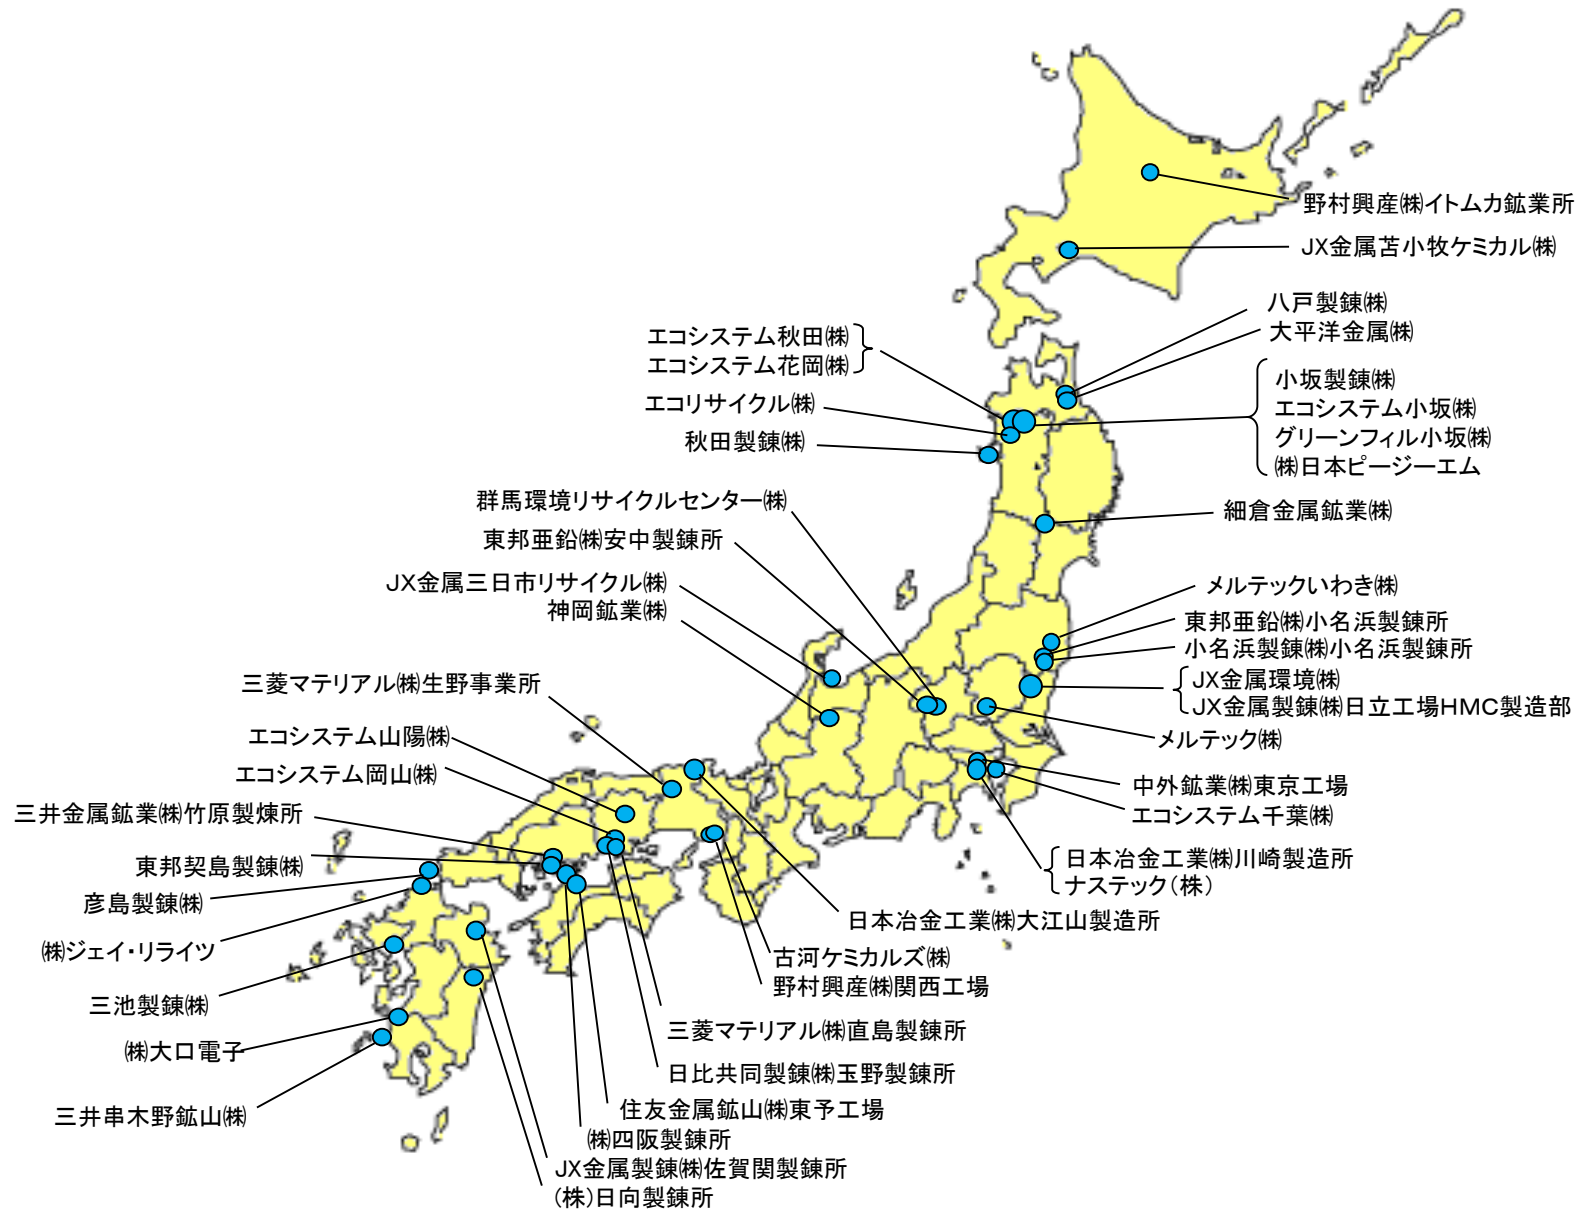 野村興産㈱イトムカ鉱業所
JX金属苫小牧ケミカル㈱
八戸製錬㈱
大平洋金属㈱
エコシステム秋田㈱
エコシステム花岡㈱
エコリサイクル㈱
秋田製錬㈱
小坂製錬㈱
エコシステム小坂㈱
グリーンフィル小坂㈱
㈱日本ピージーエム
群馬環境リサイクルセンター㈱
東邦亜鉛㈱安中製錬所
JX金属三日市リサイクル㈱
神岡鉱業㈱
細倉金属鉱業㈱
メルテックいわき㈱
東邦亜鉛㈱小名浜製錬所
小名浜製錬㈱小名浜製錬所
JX金属環境㈱
JX金属製錬㈱日立工場HMC製造部
メルテック㈱
中外鉱業㈱東京工場
エコシステム千葉㈱
日本冶金工業㈱川崎製造所
ナステック（株）
三菱マテリアル㈱生野事業所
エコシステム山陽㈱
エコシステム岡山㈱
三井金属鉱業㈱竹原製煉所
東邦契島製錬㈱
彦島製錬㈱
㈱ジェイ・リライツ
三池製錬㈱
㈱大口電子
三井串木野鉱山㈱
日本冶金工業㈱大江山製造所
古河ケミカルズ㈱
野村興産㈱関西工場
三菱マテリアル㈱直島製錬所
日比共同製錬㈱玉野製錬所
住友金属鉱山㈱東予工場
㈱四阪製錬所
JX金属製錬㈱佐賀関製錬所
（株）日向製錬所